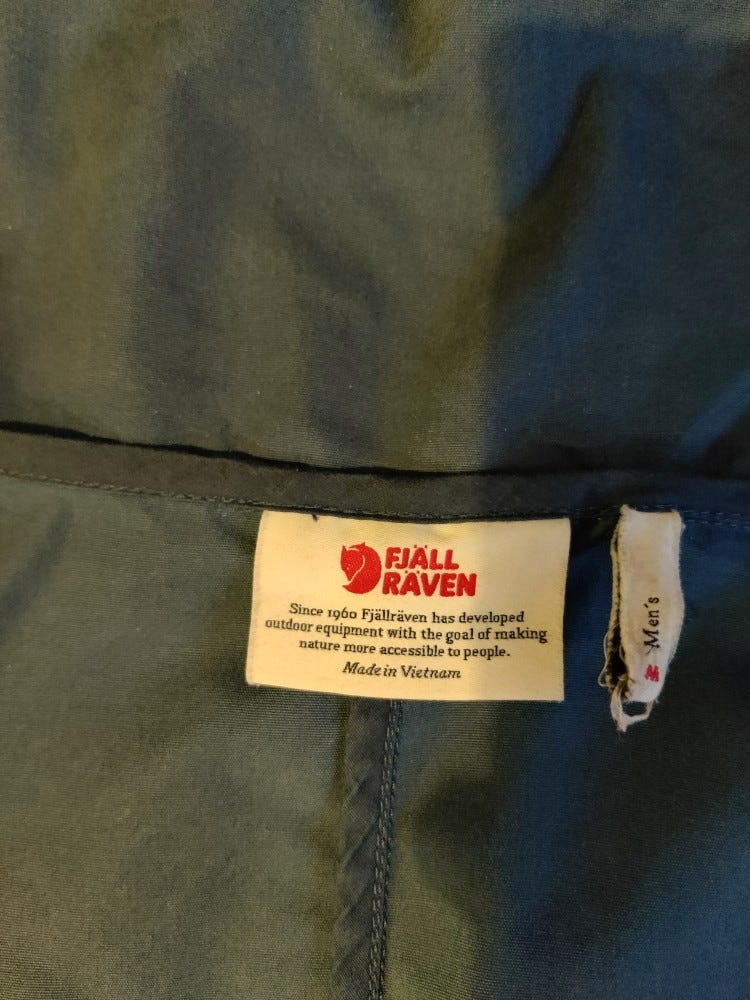 FJÄLL
RÄVEN
Since 1960 Fjällräven has developed
outdoor equipment with the goal of making
nature more accessible to people.
Made in Vietnam
M Men's